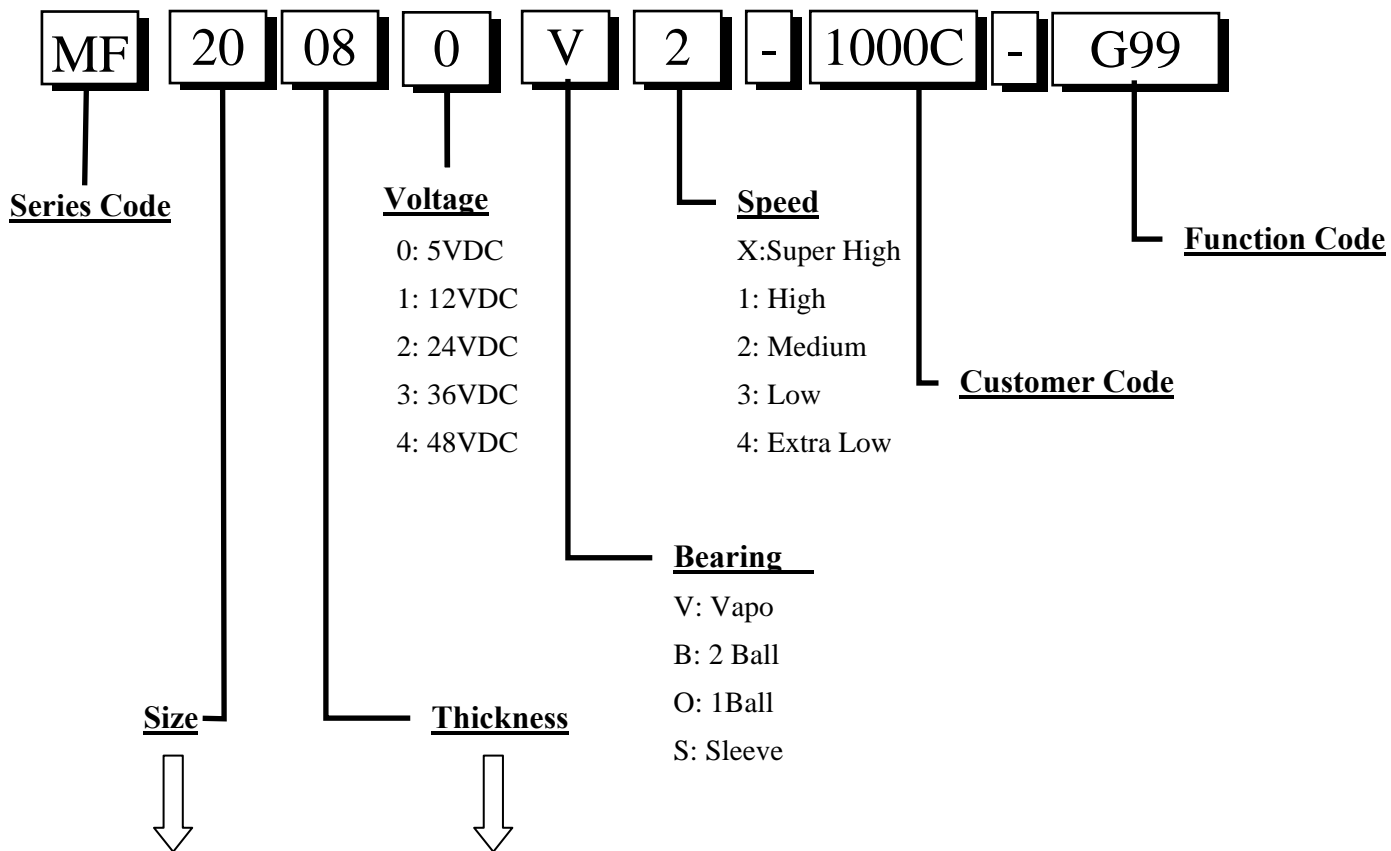 MF 20 08 0 V 2 - 1000C - G99
Series Code
Voltage
0: 5VDC
1: 12VDC
2: 24VDC
3: 36VDC
4: 48VDC
Speed
X:Super High
1: High
2: Medium
3: Low
4: Extra Low
Function Code
Customer Code
Bearing
V: Vapo
B: 2 Ball
O: 1Ball
S: Sleeve
Size
Thickness